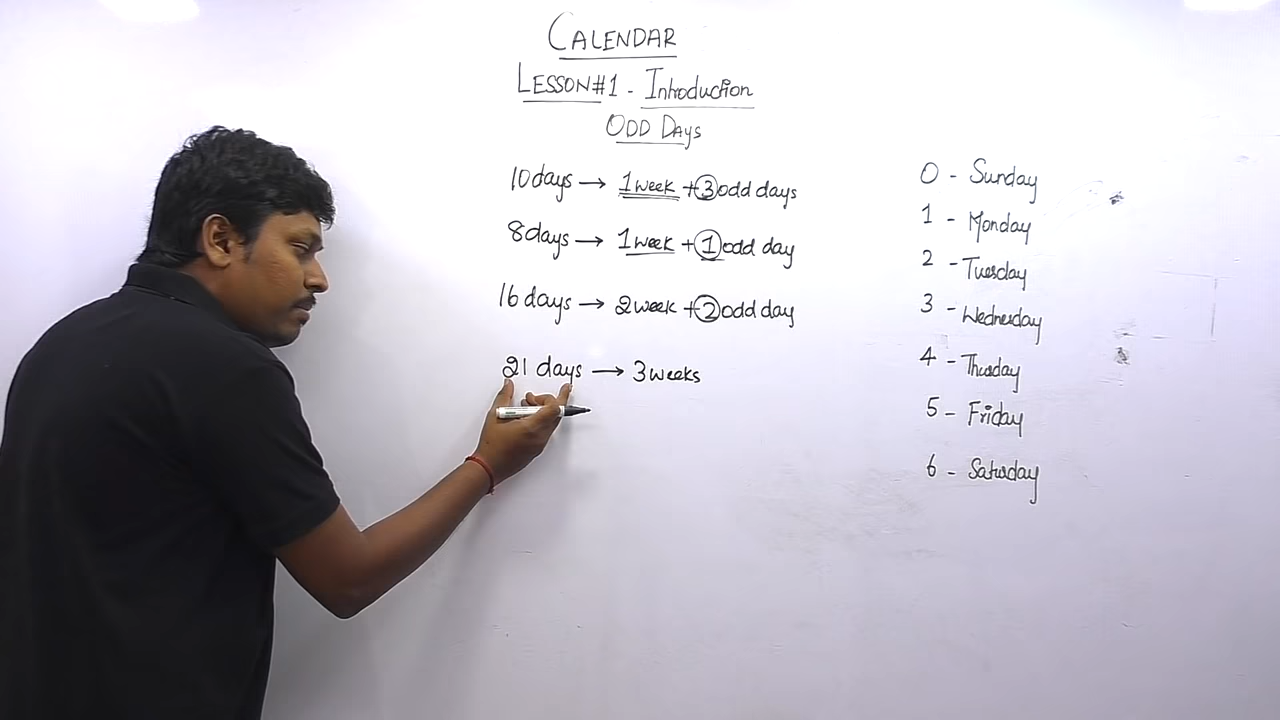 CALENDAR
LESSON#1 - Introduction
ODD DAYS
10days → 1 week + 3 odd days
8days → 1 week + 1 odd day
16 days → 2 week + 2 odd day
21 days → 3 weeks
0 - Sunday
1 - Monday
2 - Tuesday
3 - Wednesday
4 - Thursday
5 - Friday
6 - Saturday